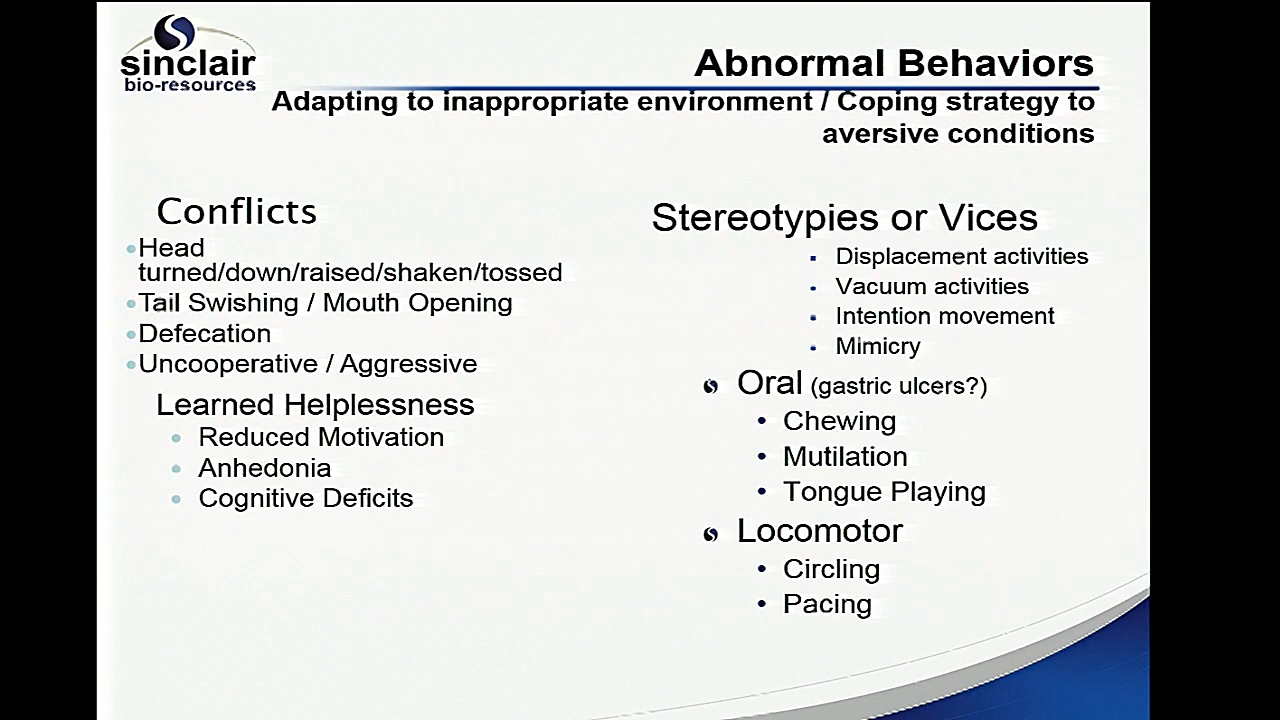 sinclair
bio-resources
Abnormal Behaviors
Adapting to inappropriate environment / Coping strategy to
aversive conditions
Conflicts
•Head
turned/down/raised/shaken/tossed
•Tail Swishing / Mouth Opening
•Defecation
•Uncooperative / Aggressive
Learned Helplessness
• Reduced Motivation
• Anhedonia
• Cognitive Deficits
Stereotypies or Vices
▪ Displacement activities
▪ Vacuum activities
▪ Intention movement
▪ Mimicry
Oral (gastric ulcers?)
• Chewing
• Mutilation
• Tongue Playing
Locomotor
• Circling
• Pacing